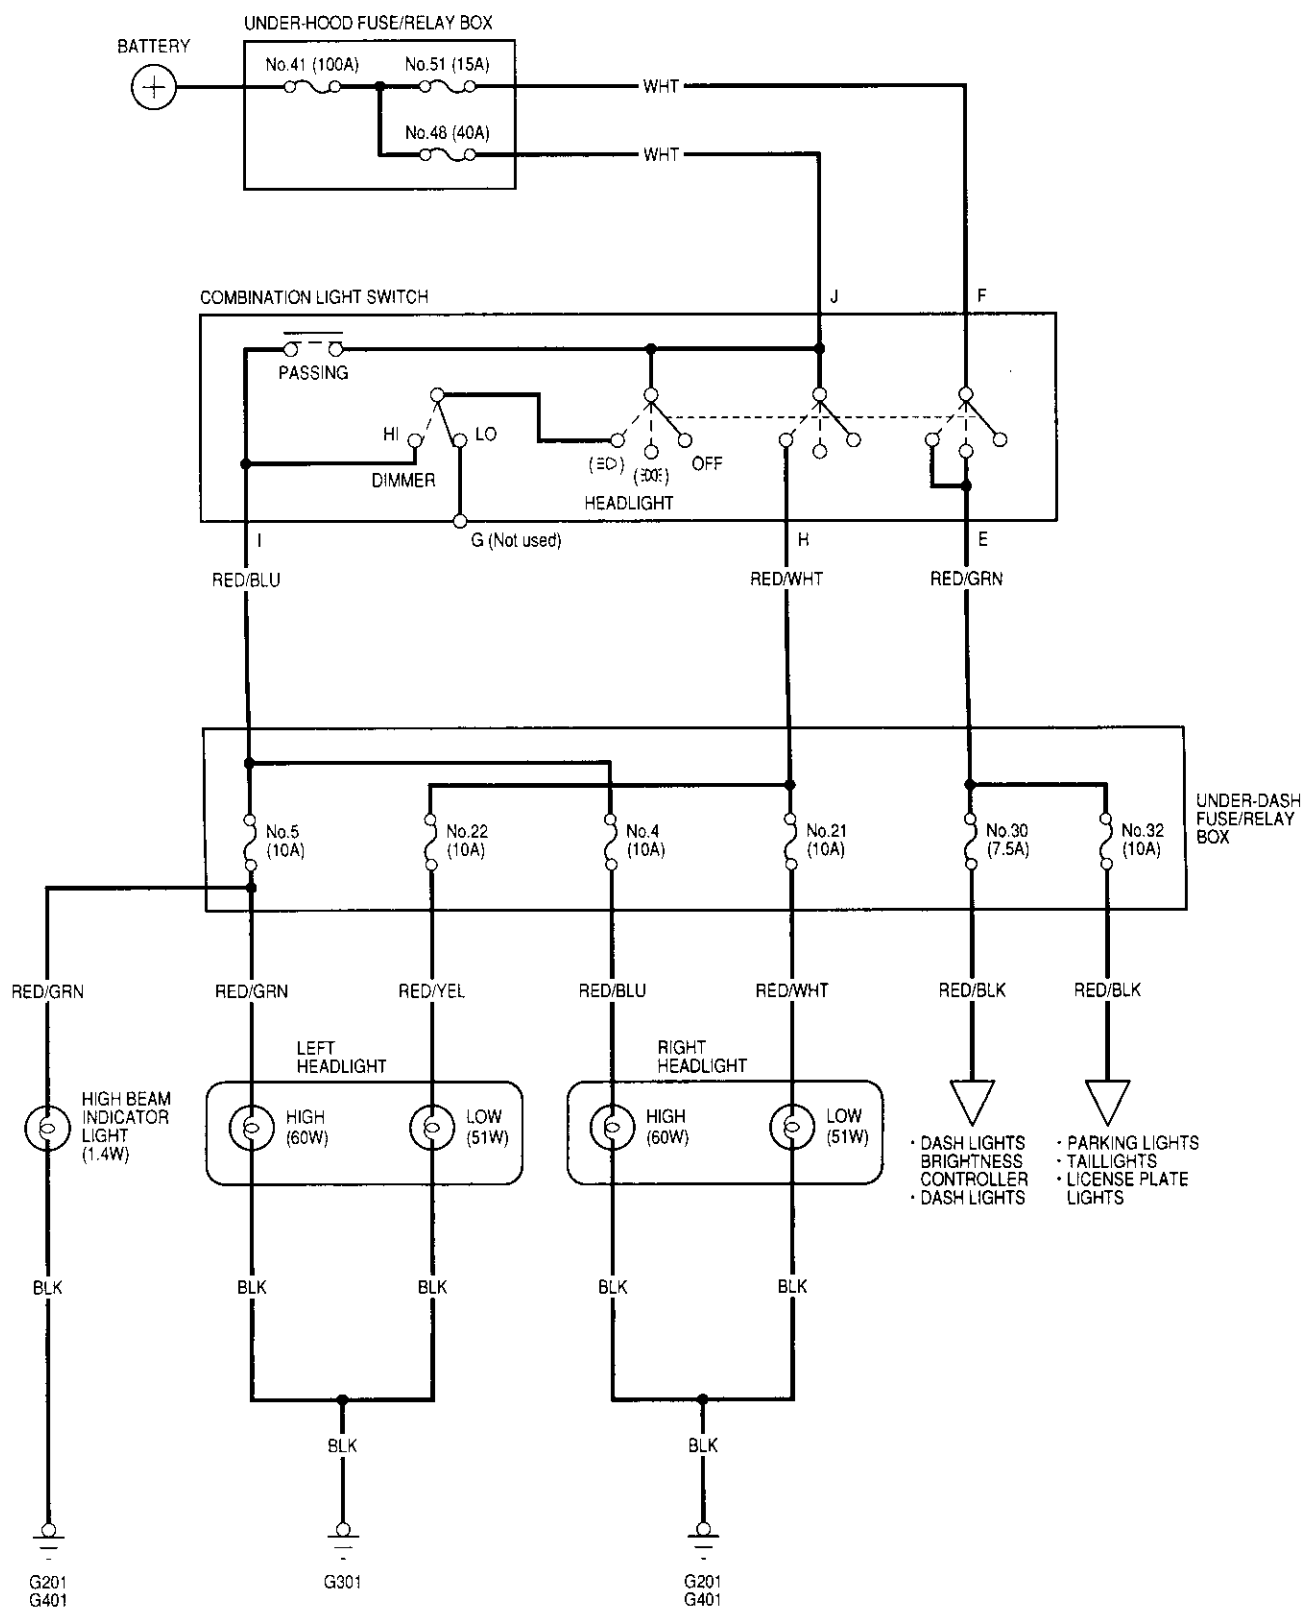 UNDER-HOOD FUSE/RELAY BOX
BATTERY
No.41 (100A)
No.51 (15A)
WHT
No.48 (40A)
WHT
COMBINATION LIGHT SWITCH
J
F
PASSING
HI
LO
DIMMER
OFF
HEADLIGHT
I
G (Not used)
H
E
RED/BLU
RED/WHT
RED/GRN
UNDER-DASH
FUSE/RELAY
BOX
No.5
(10A)
No.22
(10A)
No.4
(10A)
No.21
(10A)
No.30
(7.5A)
No.32
(10A)
RED/GRN
RED/GRN
RED/YEL
RED/BLU
RED/WHT
RED/BLK
RED/BLK
LEFT
HEADLIGHT
RIGHT
HEADLIGHT
HIGH BEAM
INDICATOR
LIGHT
(1.4W)
HIGH
(60W)
LOW
(51W)
HIGH
(60W)
LOW
(51W)
· DASH LIGHTS
BRIGHTNESS
CONTROLLER
· DASH LIGHTS
· PARKING LIGHTS
· TAILLIGHTS
· LICENSE PLATE
LIGHTS
BLK
BLK
BLK
BLK
BLK
BLK
BLK
G201
G401
G301
G201
G401